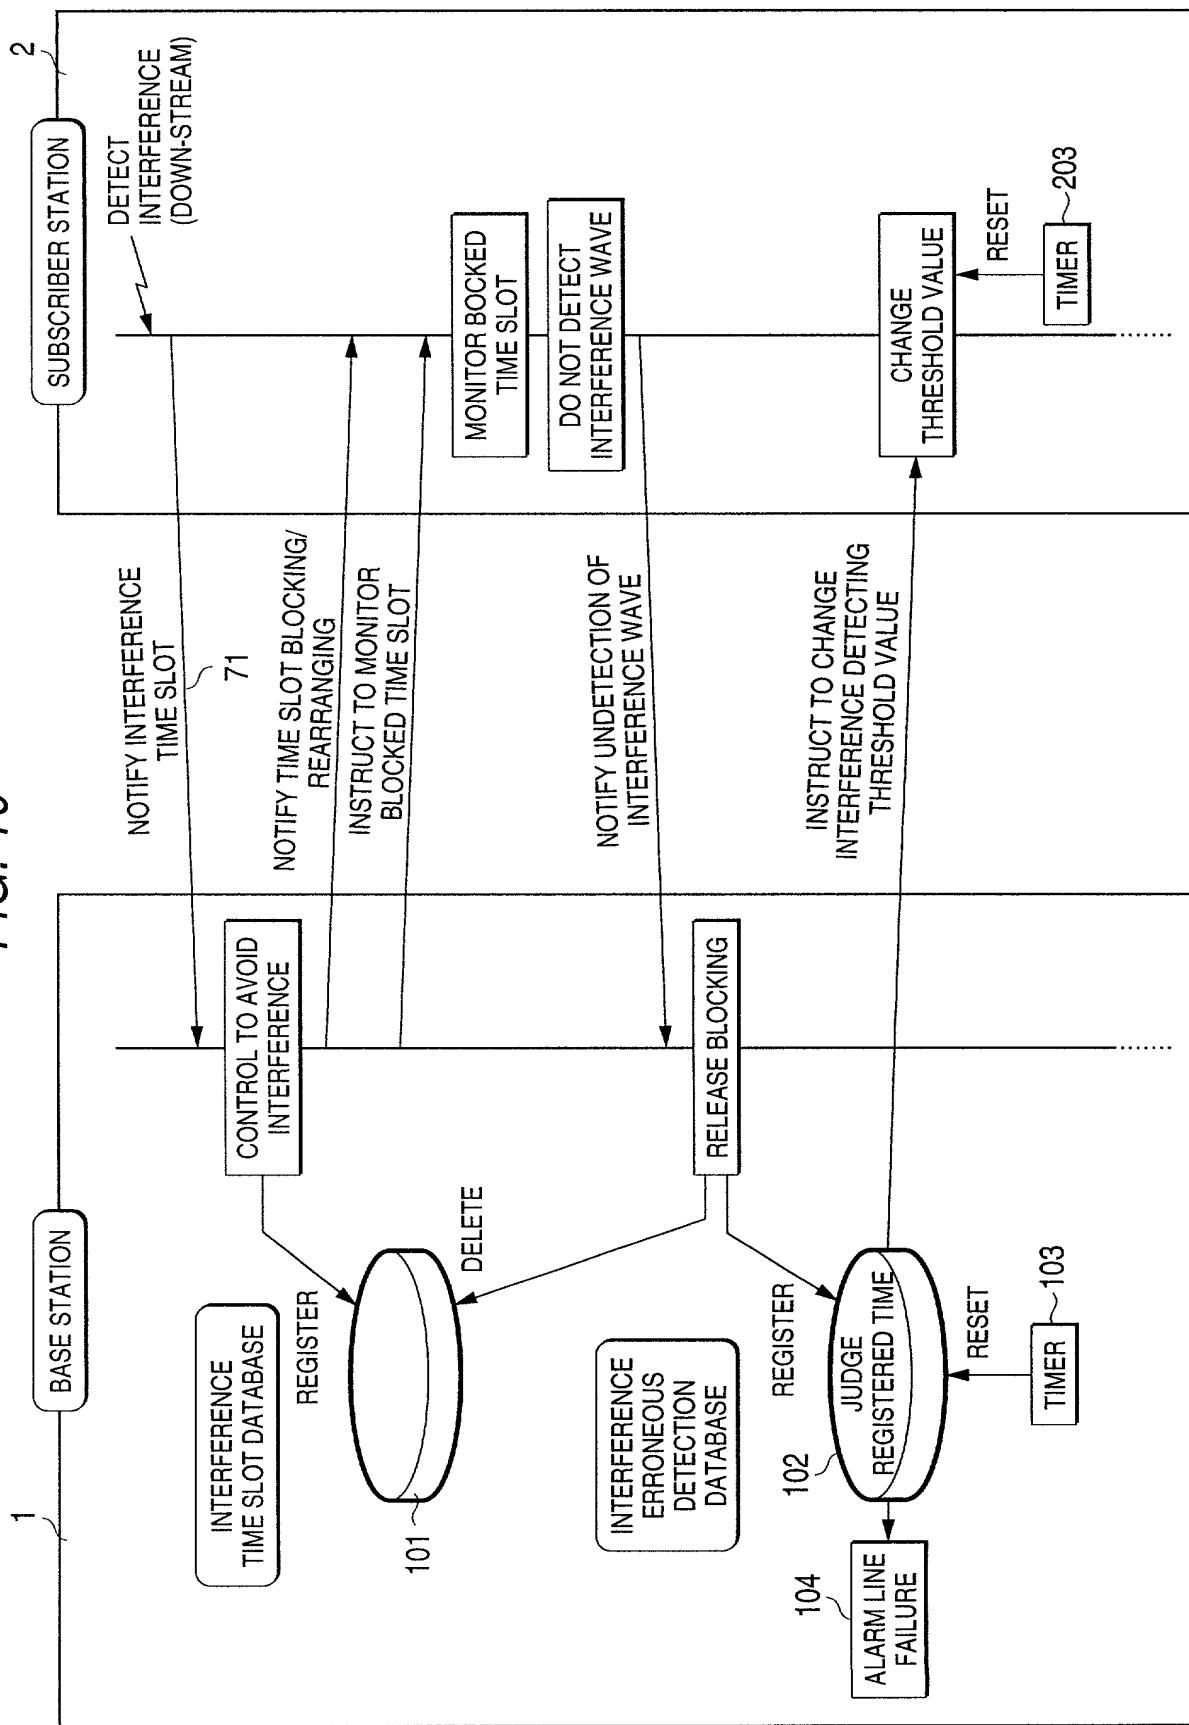 1
BASE STATION
SUBSCRIBER STATION
2
DETECT
INTERFERENCE
(DOWN-STREAM)
NOTIFY INTERFERENCE
TIME SLOT
71
INTERFERENCE
TIME SLOT DATABASE
CONTROL TO AVOID
INTERFERENCE
REGISTER
NOTIFY TIME SLOT BLOCKING/
REARRANGING
INSTRUCT TO MONITOR
BLOCKED TIME SLOT
101
DELETE
MONITOR BOCKED
TIME SLOT
DO NOT DETECT
INTERFERENCE WAVE
NOTIFY UNDETECTION OF
INTERFERENCE WAVE
INTERFERENCE
ERRONEOUS
DETECTION
DATABASE
RELEASE BLOCKING
REGISTER
102
JUDGE
REGISTERED TIME
INSTRUCT TO CHANGE
INTERFERENCE DETECTING
THRESHOLD VALUE
CHANGE
THRESHOLD VALUE
104
ALARM LINE
FAILURE
RESET
103
TIMER
RESET
203
TIMER